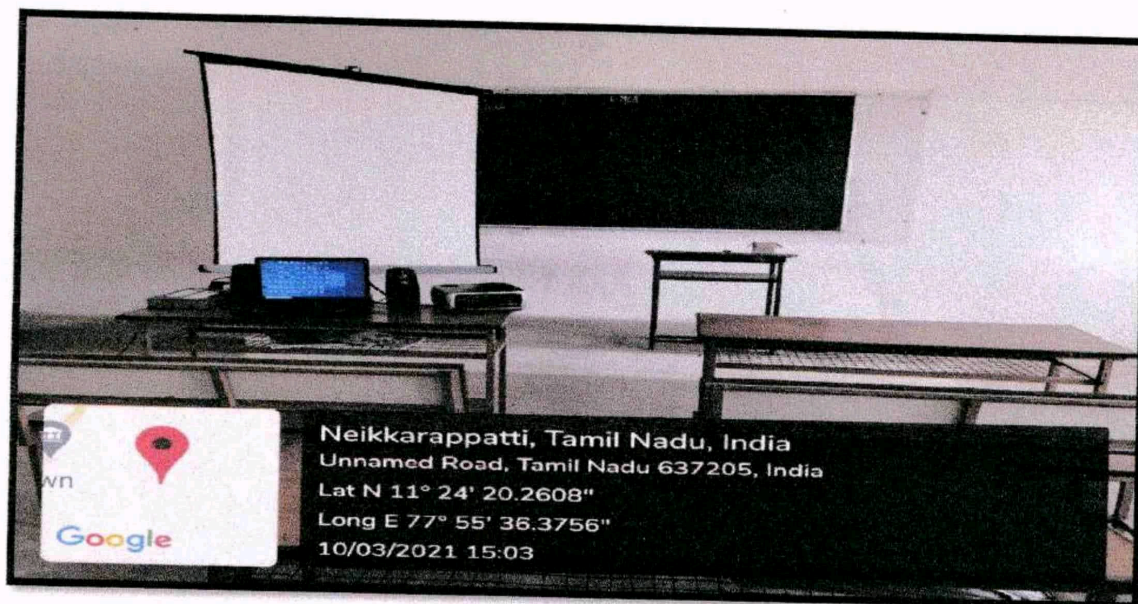 Neikkarappatti, Tamil Nadu, India
Unnamed Road, Tamil Nadu 637205, India
Lat N 11° 24' 20.2608"
Long E 77° 55' 36.3756"
10/03/2021 15:03
wn
Google